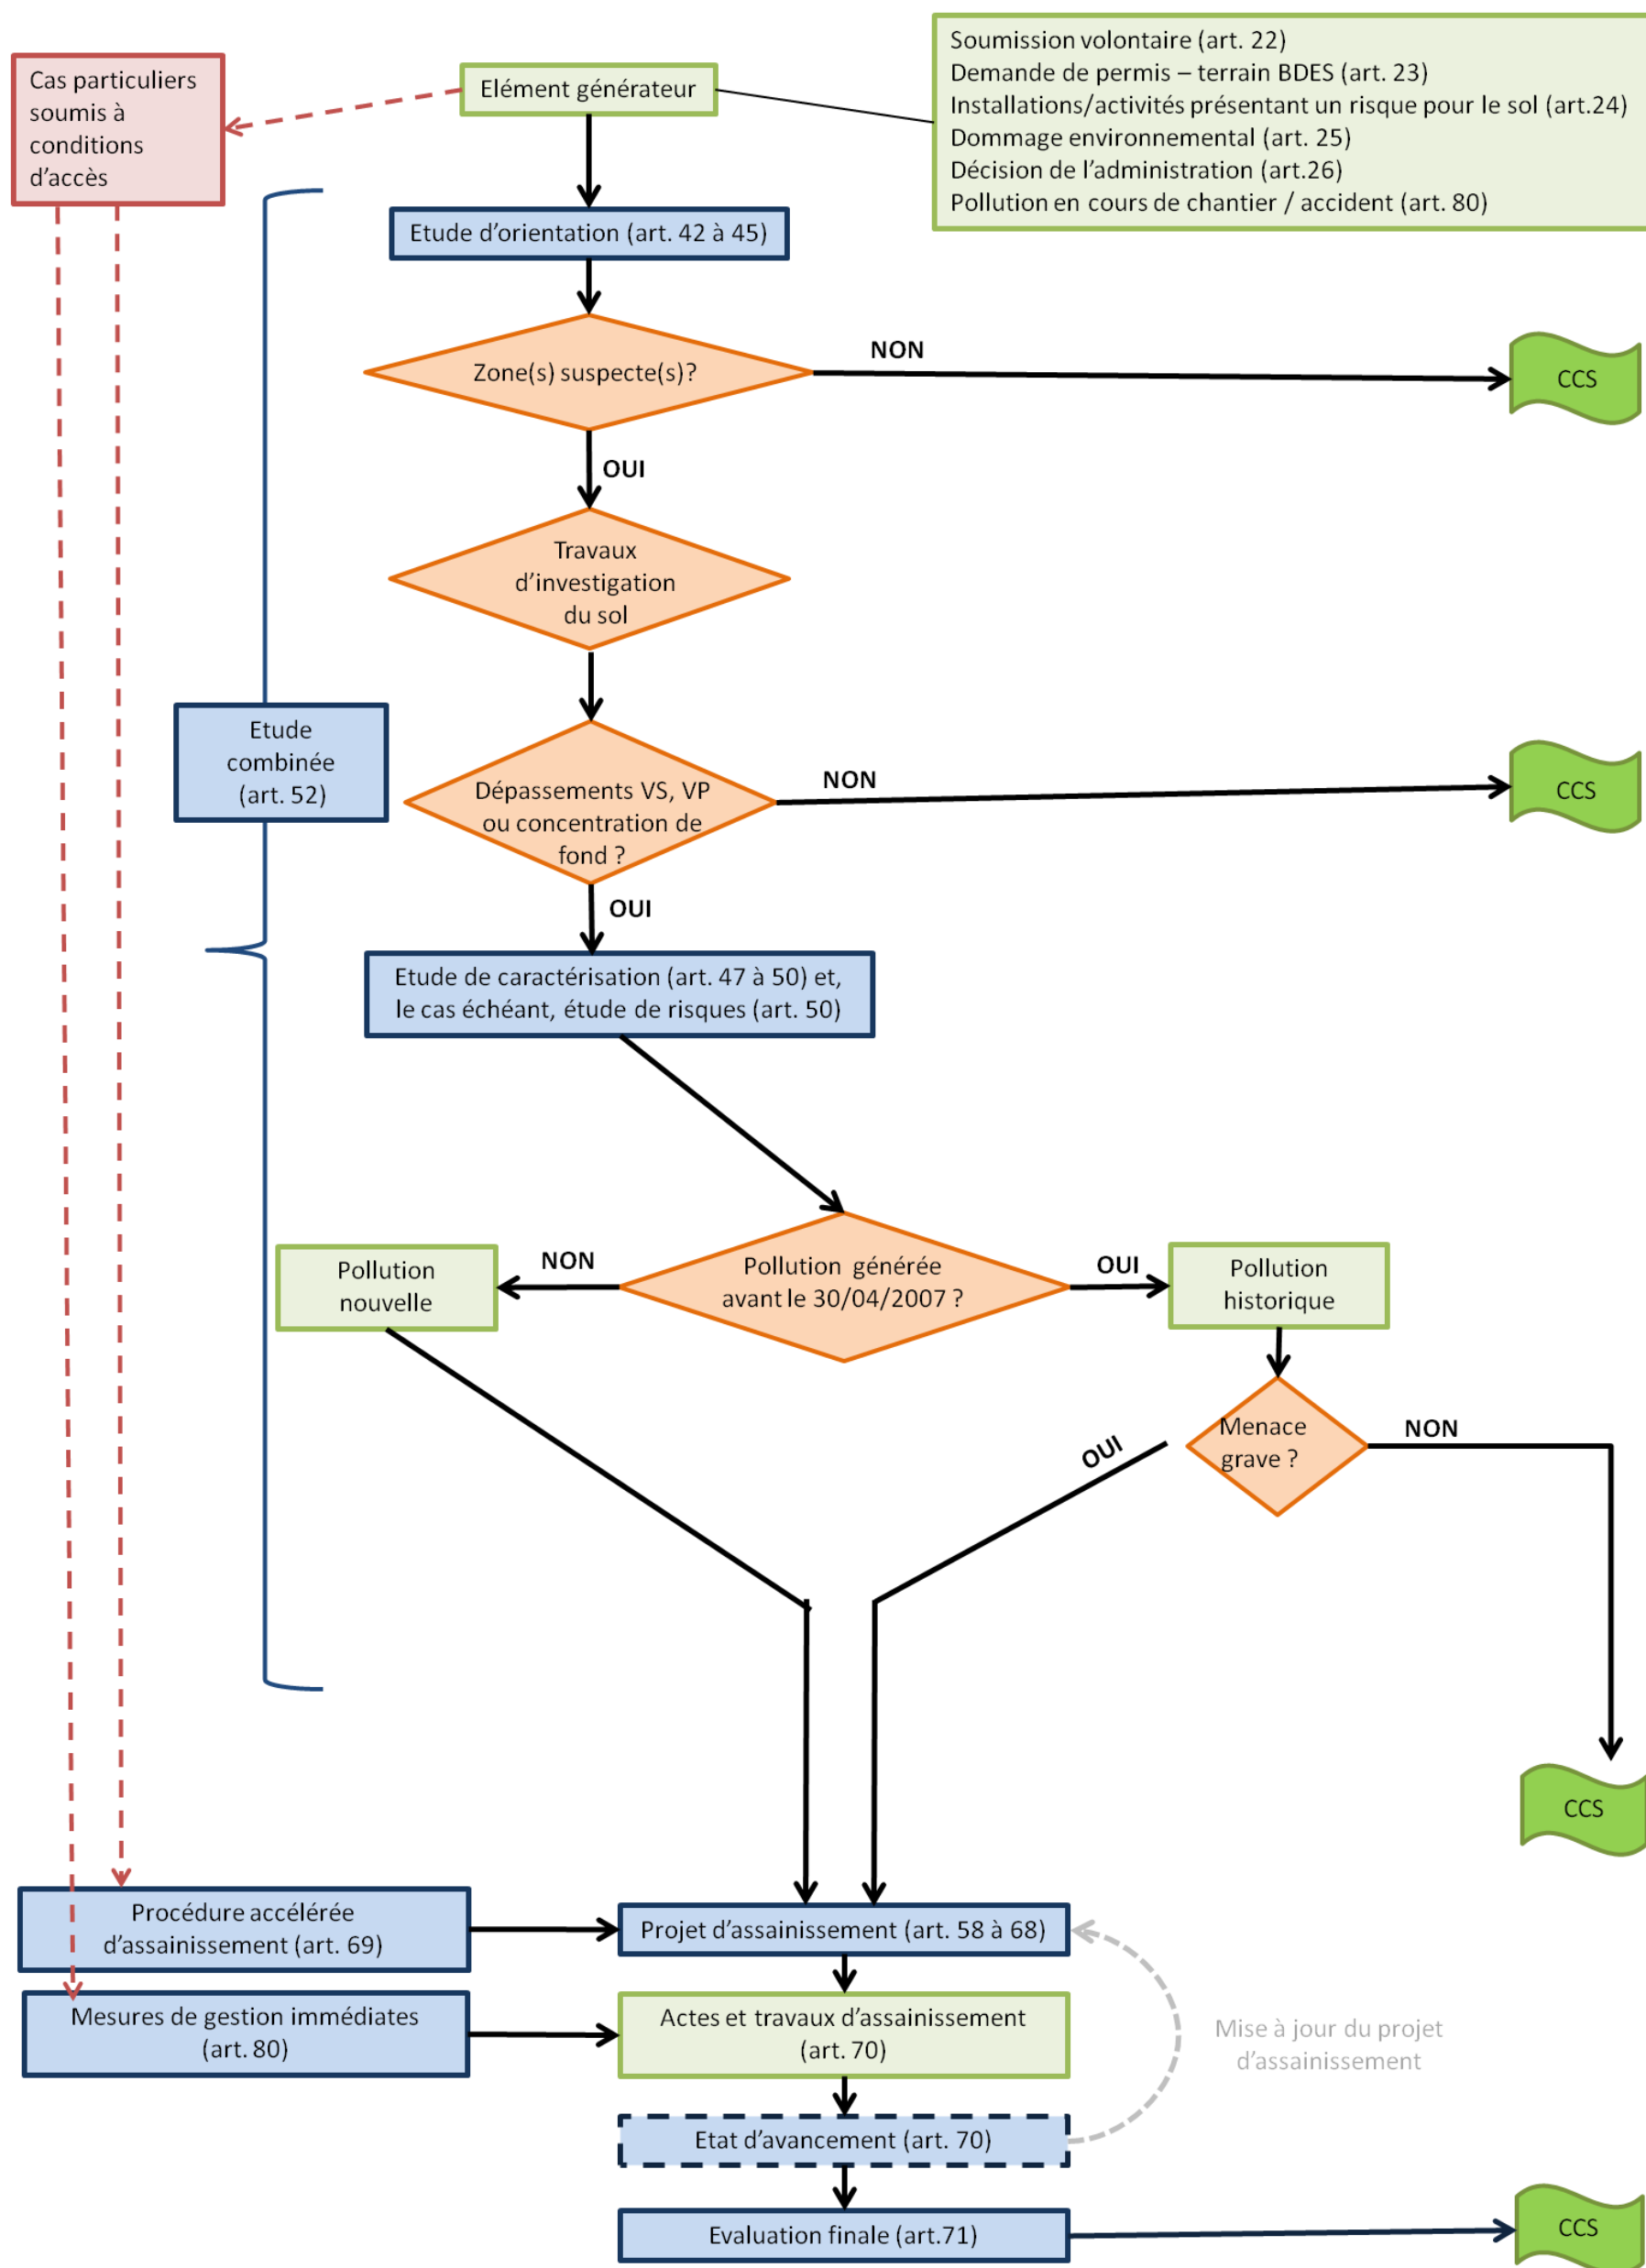 Soumission volontaire (art. 22)
Demande de permis – terrain BDES (art. 23)
Installations/activités présentant un risque pour le sol (art.24)
Dommage environnemental (art. 25)
Décision de l'administration (art.26)
Pollution en cours de chantier / accident (art. 80)
Cas particuliers
soumis à
conditions
d'accès
Elément générateur
Etude d'orientation (art. 42 à 45)
Zone(s) suspecte(s)?
NON
CCS
OUI
Travaux
d'investigation
du sol
Etude
combinée
(art. 52)
Dépassements VS, VP
ou concentration de
fond ?
NON
CCS
OUI
Etude de caractérisation (art. 47 à 50) et,
le cas échéant, étude de risques (art. 50)
Pollution
nouvelle
NON
Pollution générée
avant le 30/04/2007 ?
OUI
Pollution
historique
Menace
grave ?
OUI
NON
CCS
Procédure accélérée
d'assainissement (art. 69)
Projet d'assainissement (art. 58 à 68)
Mesures de gestion immédiates
(art. 80)
Actes et travaux d'assainissement
(art. 70)
Mise à jour du projet
d'assainissement
Etat d'avancement (art. 70)
Evaluation finale (art.71)
CCS